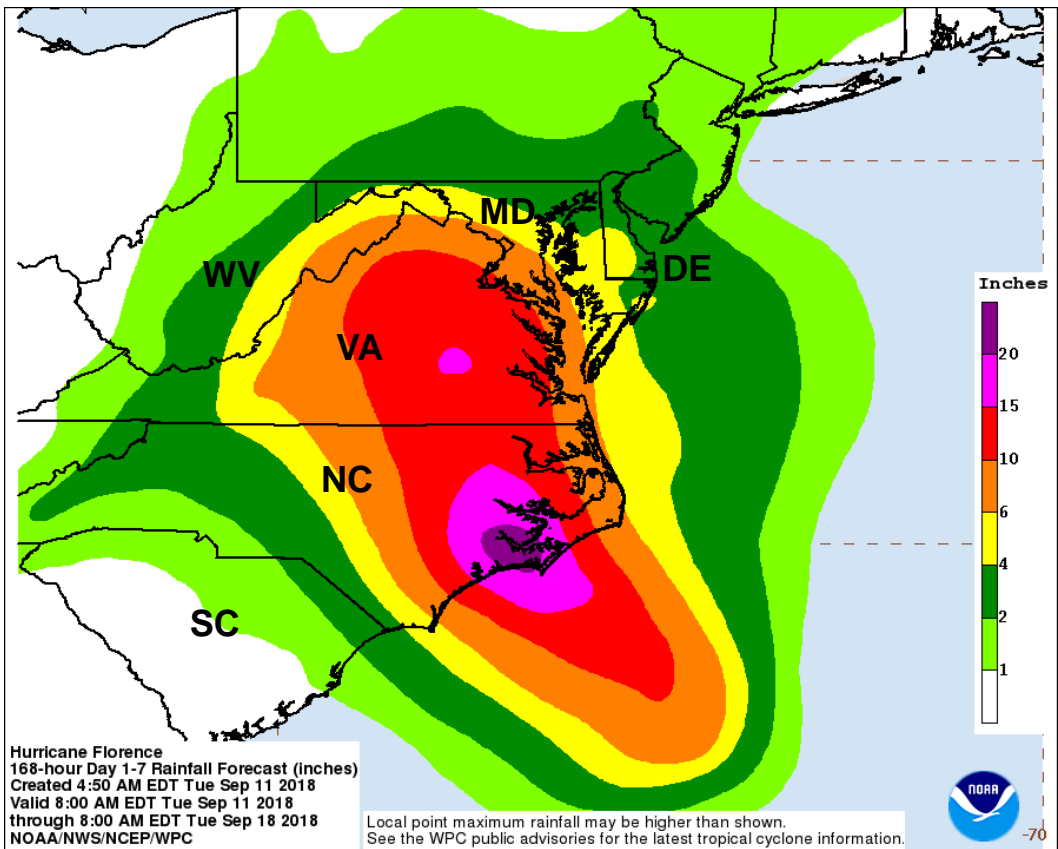 MD
WV
DE
VA
NC
SC
Inches
20
15
10
6
4
2
1
Hurricane Florence
168-hour Day 1-7 Rainfall Forecast (inches)
Created 4:50 AM EDT Tue Sep 11 2018
Valid 8:00 AM EDT Tue Sep 11 2018
through 8:00 AM EDT Tue Sep 18 2018
NOAA/NWS/NCEP/WPC
Local point maximum rainfall may be higher than shown.
See the WPC public advisories for the latest tropical cyclone information.
NOAA
-70